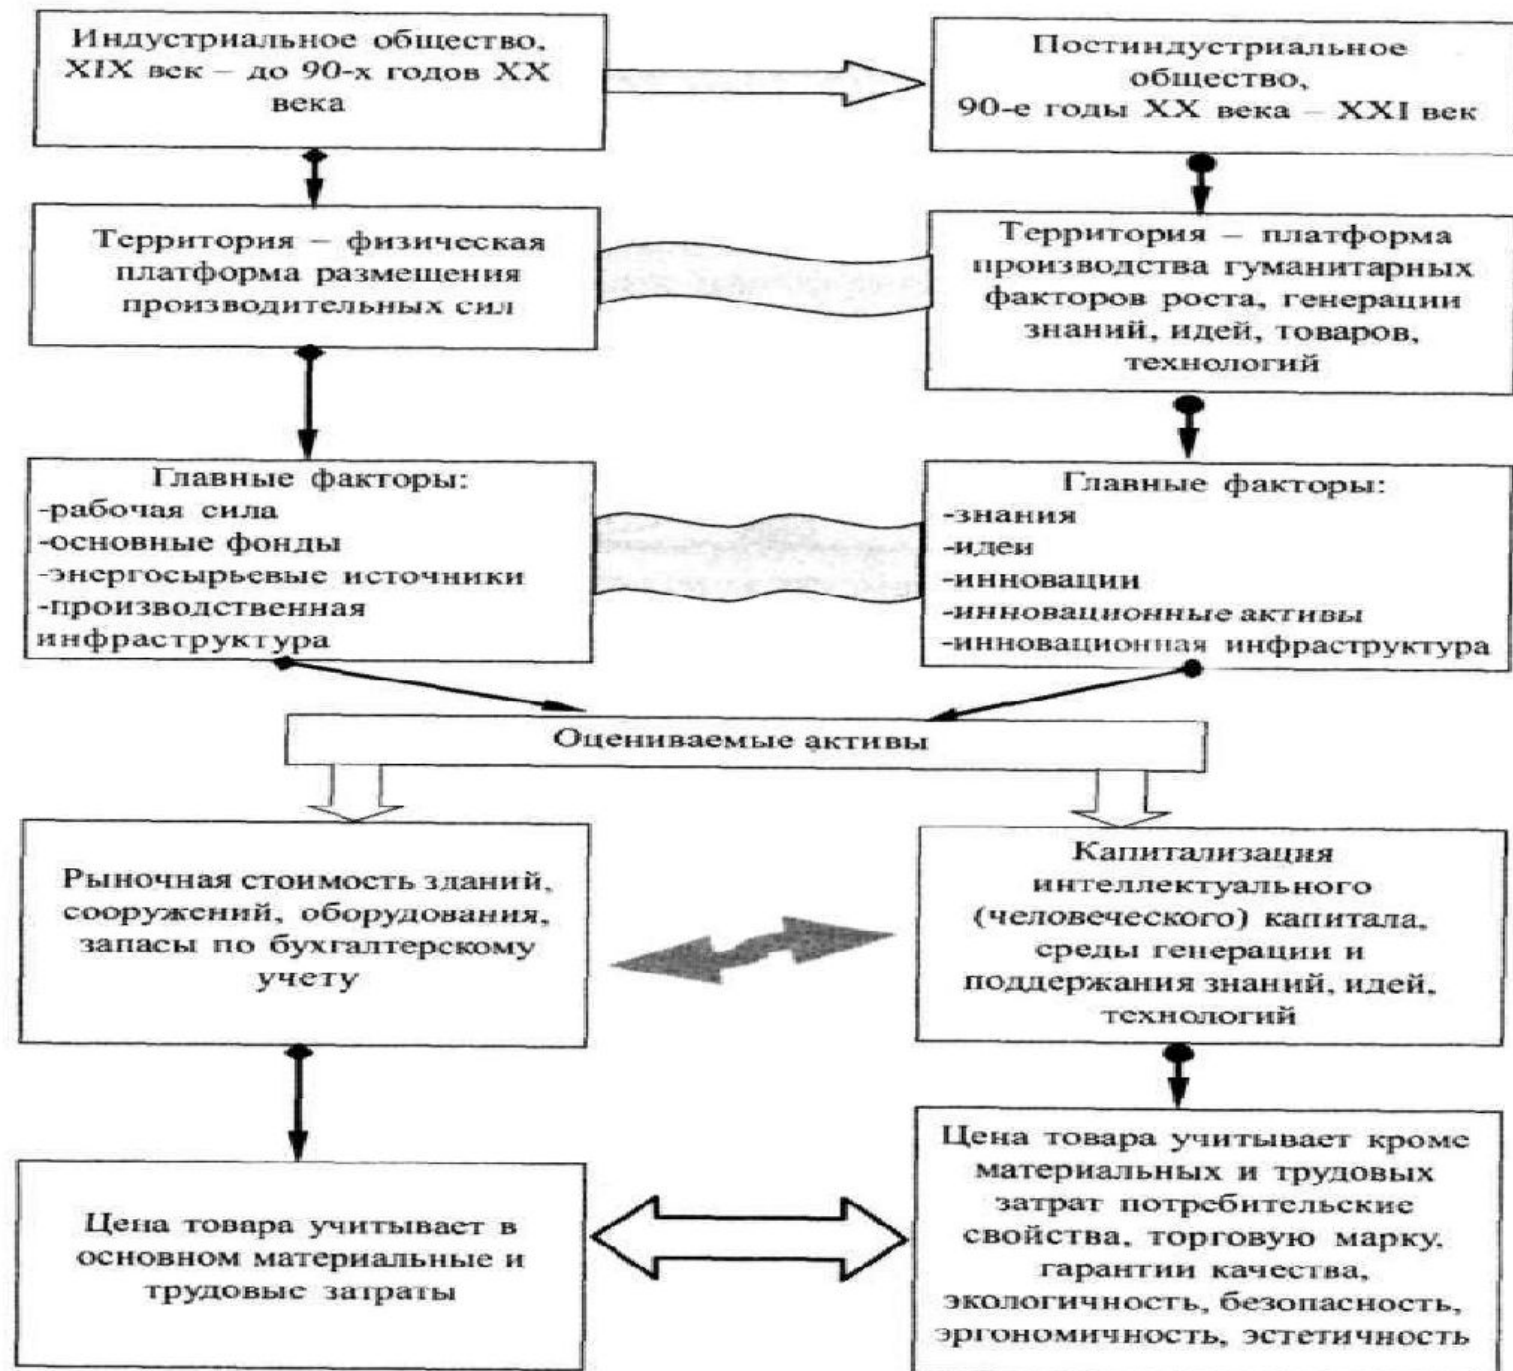 Индустриальное общество,
XIX век – до 90-х годов XX
века
Постиндустриальное
общество,
90-е годы XX века – XXI век
Территория – физическая
платформа размещения
производительных сил
Территория – платформа
производства гуманитарных
факторов роста, генерации
знаний, идей, товаров,
технологий
Главные факторы:
-рабочая сила
-основные фонды
-энергосырьевые источники
-производственная
инфраструктура
Главные факторы:
-знания
-идеи
-инновации
-инновационные активы
-инновационная инфраструктура
Оцениваемые активы
Рыночная стоимость зданий,
сооружений, оборудования,
запасы по бухгалтерскому
учету
Капитализация
интеллектуального
(человеческого) капитала,
среды генерации и
поддержания знаний, идей,
технологий
Цена товара учитывает в
основном материальные и
трудовые затраты
Цена товара учитывает кроме
материальных и трудовых
затрат потребительские
свойства, торговую марку,
гарантии качества,
экологичность, безопасность,
эргономичность, эстетичность